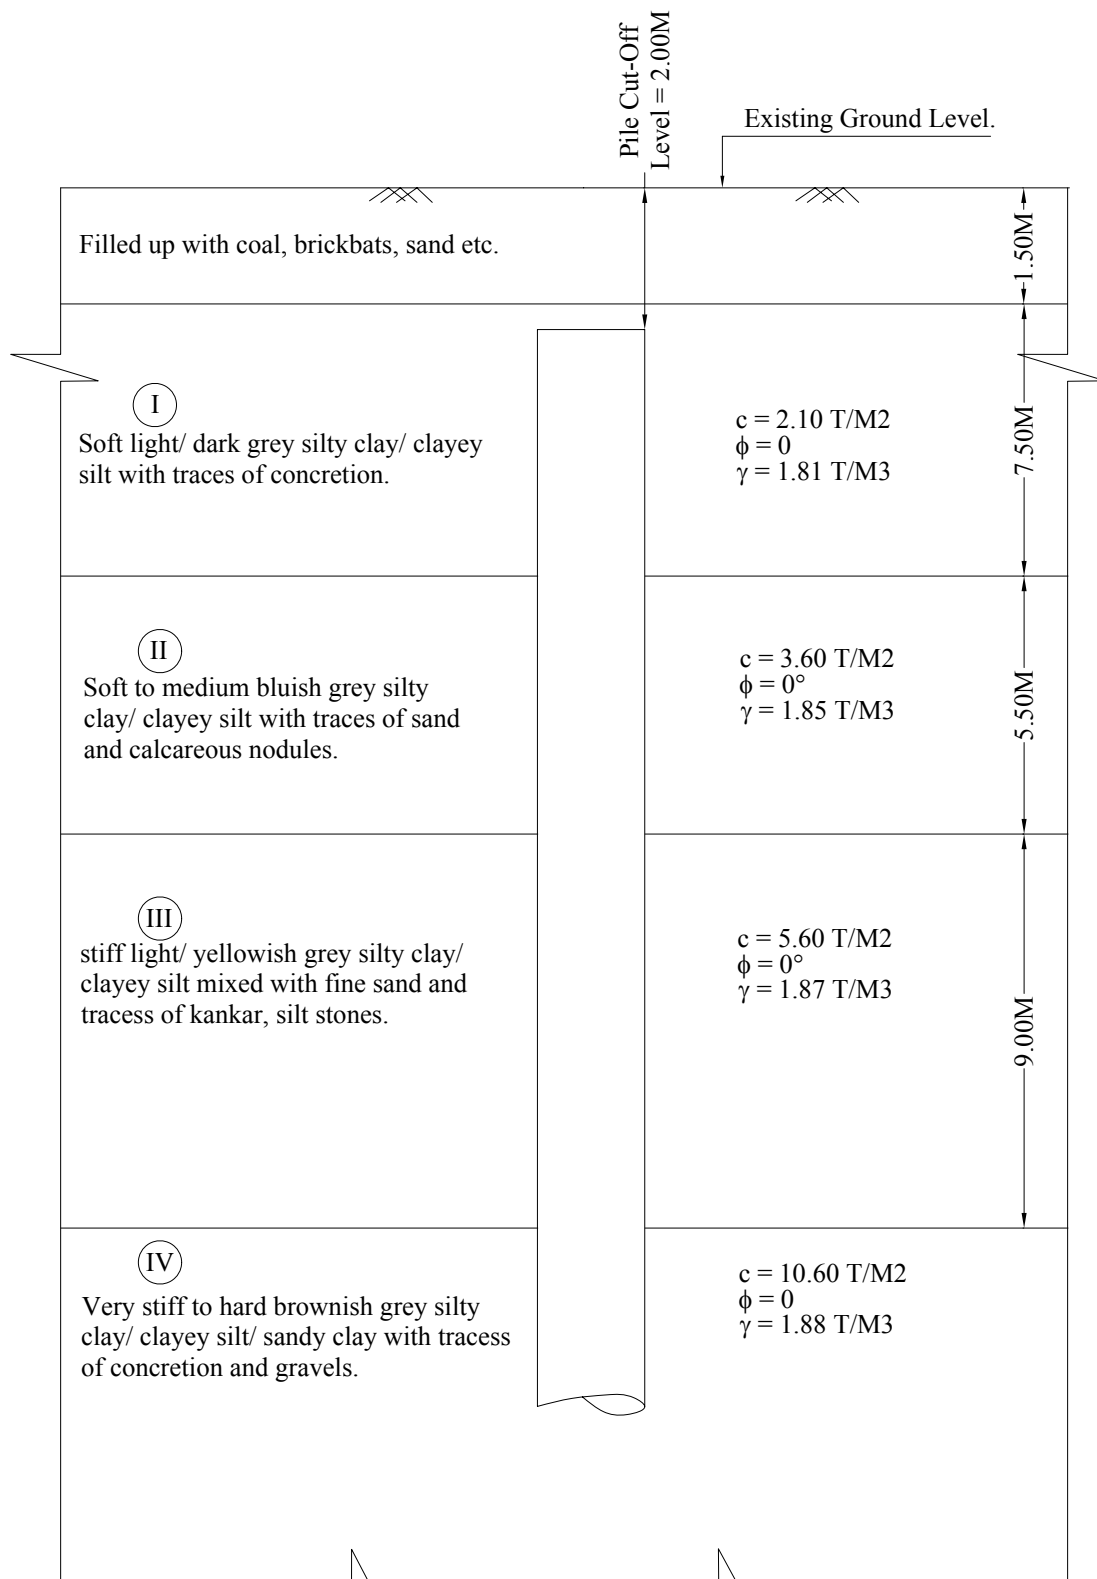 Pile Cut-Off
Level = 2.00M
Existing Ground Level.
Filled up with coal, brickbats, sand etc.
1.50M
I
Soft light/ dark grey silty clay/ clayey
silt with traces of concretion.
c = 2.10 T/M2
ϕ = 0
γ = 1.81 T/M3
7.50M
II
Soft to medium bluish grey silty
clay/ clayey silt with traces of sand
and calcareous nodules.
c = 3.60 T/M2
ϕ = 0°
γ = 1.85 T/M3
5.50M
III
stiff light/ yellowish grey silty clay/
clayey silt mixed with fine sand and
tracess of kankar, silt stones.
c = 5.60 T/M2
ϕ = 0°
γ = 1.87 T/M3
9.00M
IV
Very stiff to hard brownish grey silty
clay/ clayey silt/ sandy clay with tracess
of concretion and gravels.
c = 10.60 T/M2
ϕ = 0
γ = 1.88 T/M3